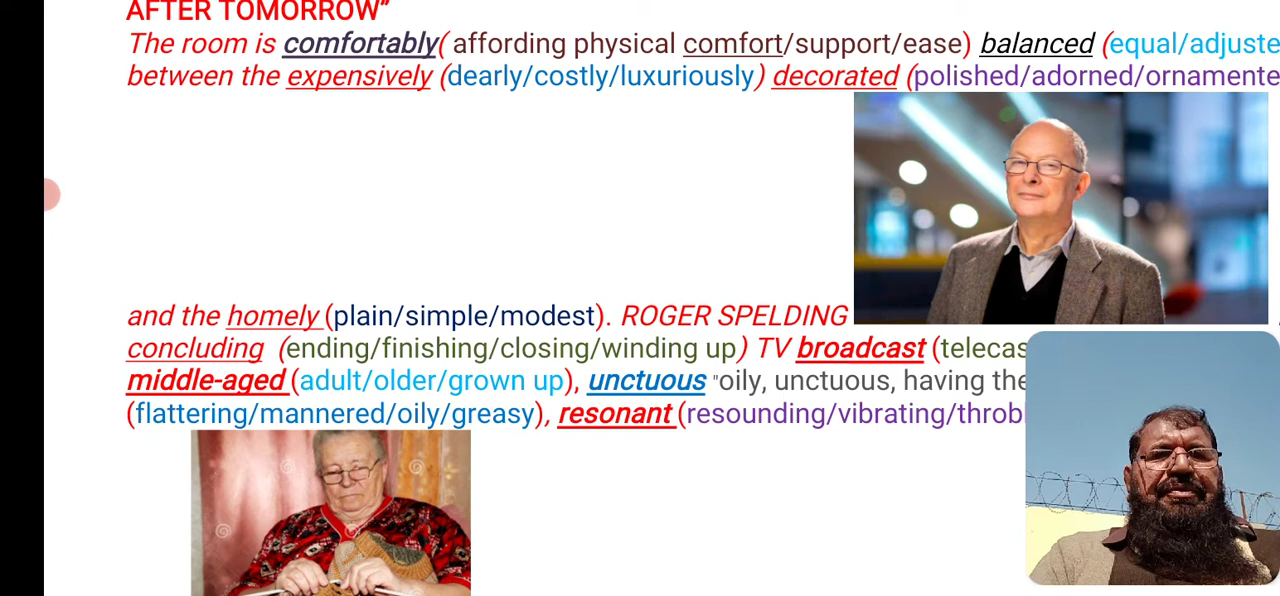 AFTER TOMORROW"
The room is comfortably( affording physical comfort/support/ease) balanced (equal/adjuste
between the expensively (dearly/costly/luxuriously) decorated (polished/adorned/ornamente
and the homely (plain/simple/modest). ROGER SPELDING
concluding (ending/finishing/closing/winding up) TV broadcast (telecas
middle-aged (adult/older/grown up), unctuous "oily, unctuous, having the
(flattering/mannered/oily/greasy), resonant (resounding/vibrating/throb